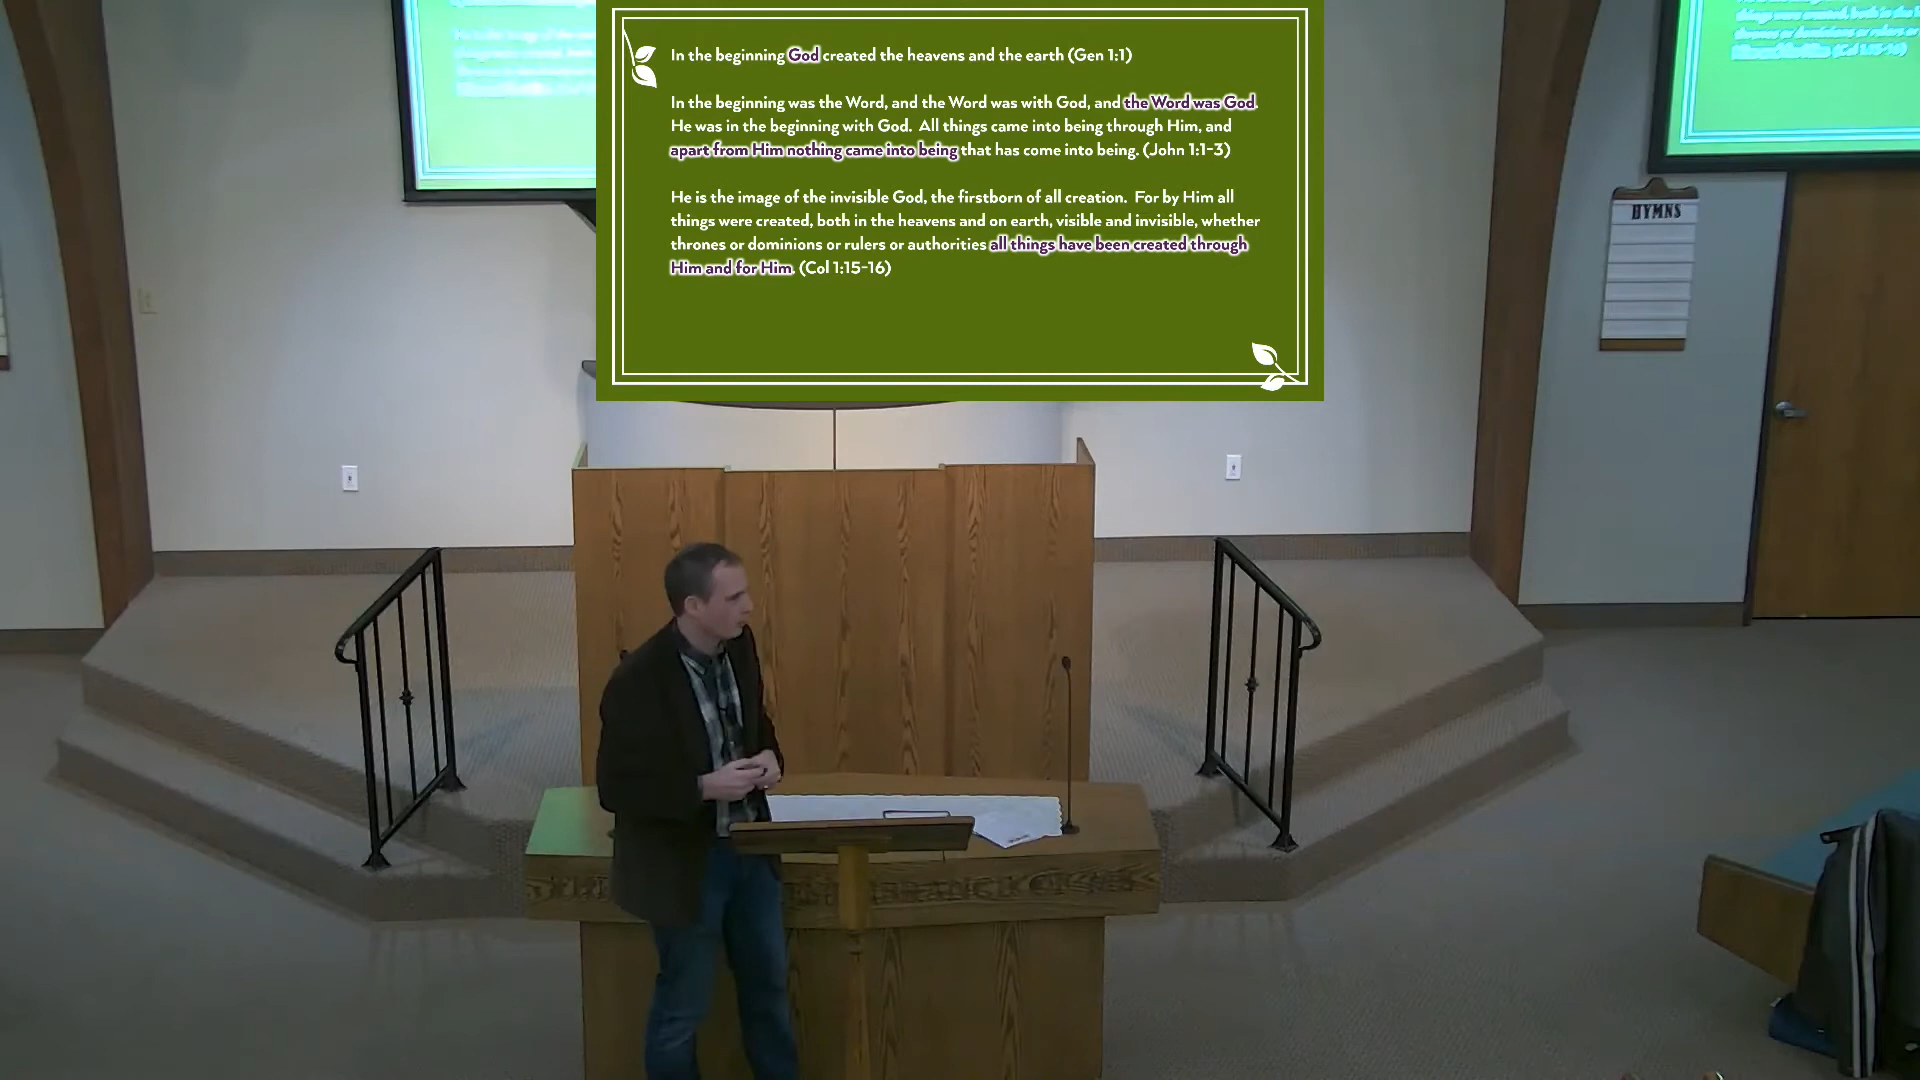 In the beginning God created the heavens and the earth (Gen 1:1)
In the beginning was the Word, and the Word was with God, and the Word was God.
He was in the beginning with God.  All things came into being through Him, and
apart from Him nothing came into being that has come into being. (John 1:1-3)
He is the image of the invisible God, the firstborn of all creation.  For by Him all
things were created, both in the heavens and on earth, visible and invisible, whether
thrones or dominions or rulers or authorities all things have been created through
Him and for Him. (Col 1:15-16)
HYMNS